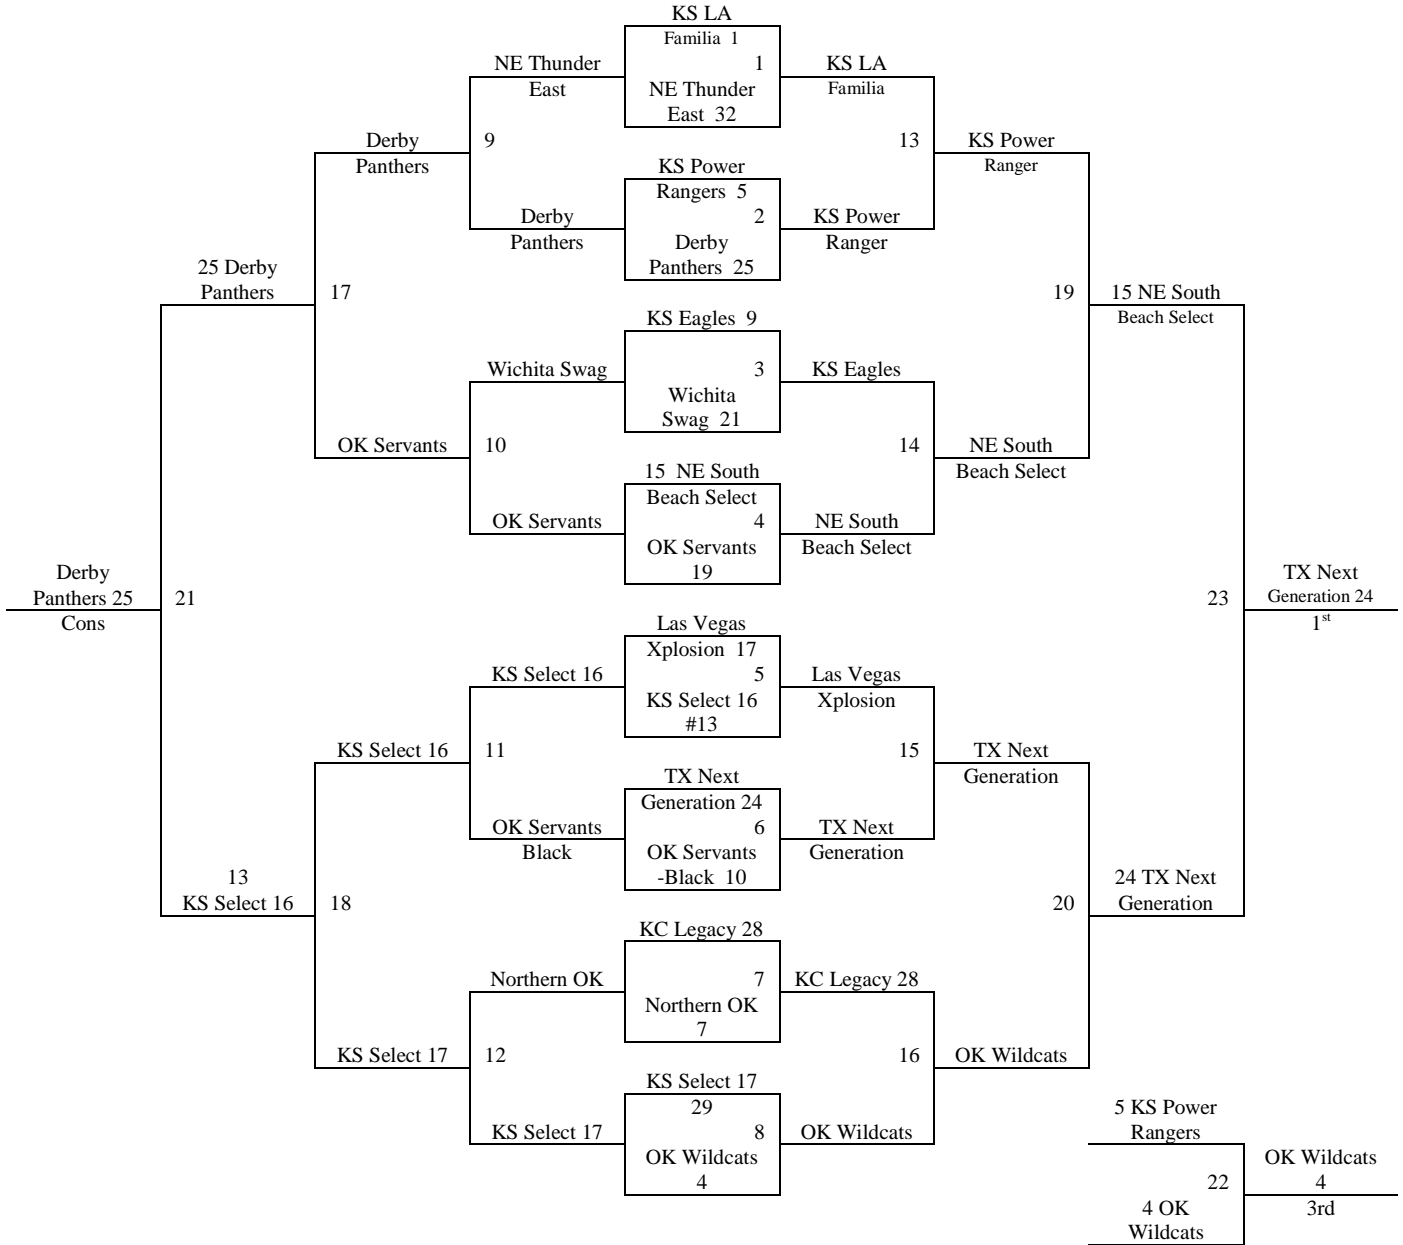 KS LA
Familia 1
1
NE Thunder
East 32
NE Thunder
East
KS LA
Familia
9
13
Derby
Panthers
KS Power
Ranger
KS Power
Rangers 5
2
Derby
Panthers 25
Derby
Panthers
KS Power
Ranger
25 Derby
Panthers
17
19
15 NE South
Beach Select
KS Eagles 9
3
Wichita
Swag 21
Wichita Swag
KS Eagles
OK Servants
10
14
NE South
Beach Select
15 NE South
Beach Select
4
OK Servants
19
OK Servants
NE South
Beach Select
Derby
Panthers 25
Cons
21
23
TX Next
Generation 24
1st
Las Vegas
Xplosion 17
5
KS Select 16
#13
KS Select 16
Las Vegas
Xplosion
KS Select 16
11
15
TX Next
Generation
TX Next
Generation 24
6
OK Servants
-Black 10
OK Servants
Black
TX Next
Generation
13
KS Select 16
18
20
24 TX Next
Generation
KC Legacy 28
7
Northern OK
7
Northern OK
KC Legacy 28
KS Select 17
12
16
OK Wildcats
KS Select 17
29
8
OK Wildcats
4
KS Select 17
OK Wildcats
5 KS Power
Rangers
22
4 OK
Wildcats
OK Wildcats
4
3rd